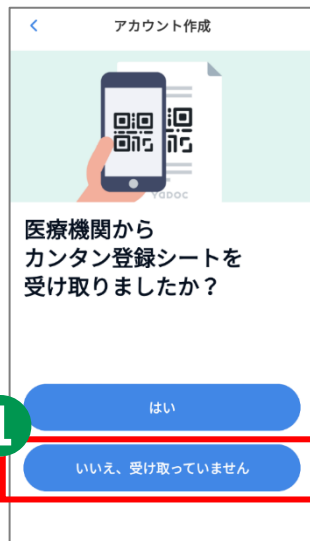 アカウント作成
YaDOC
医療機関から
カンタン登録シートを
受け取りましたか？
はい
1
いいえ、受け取っていません